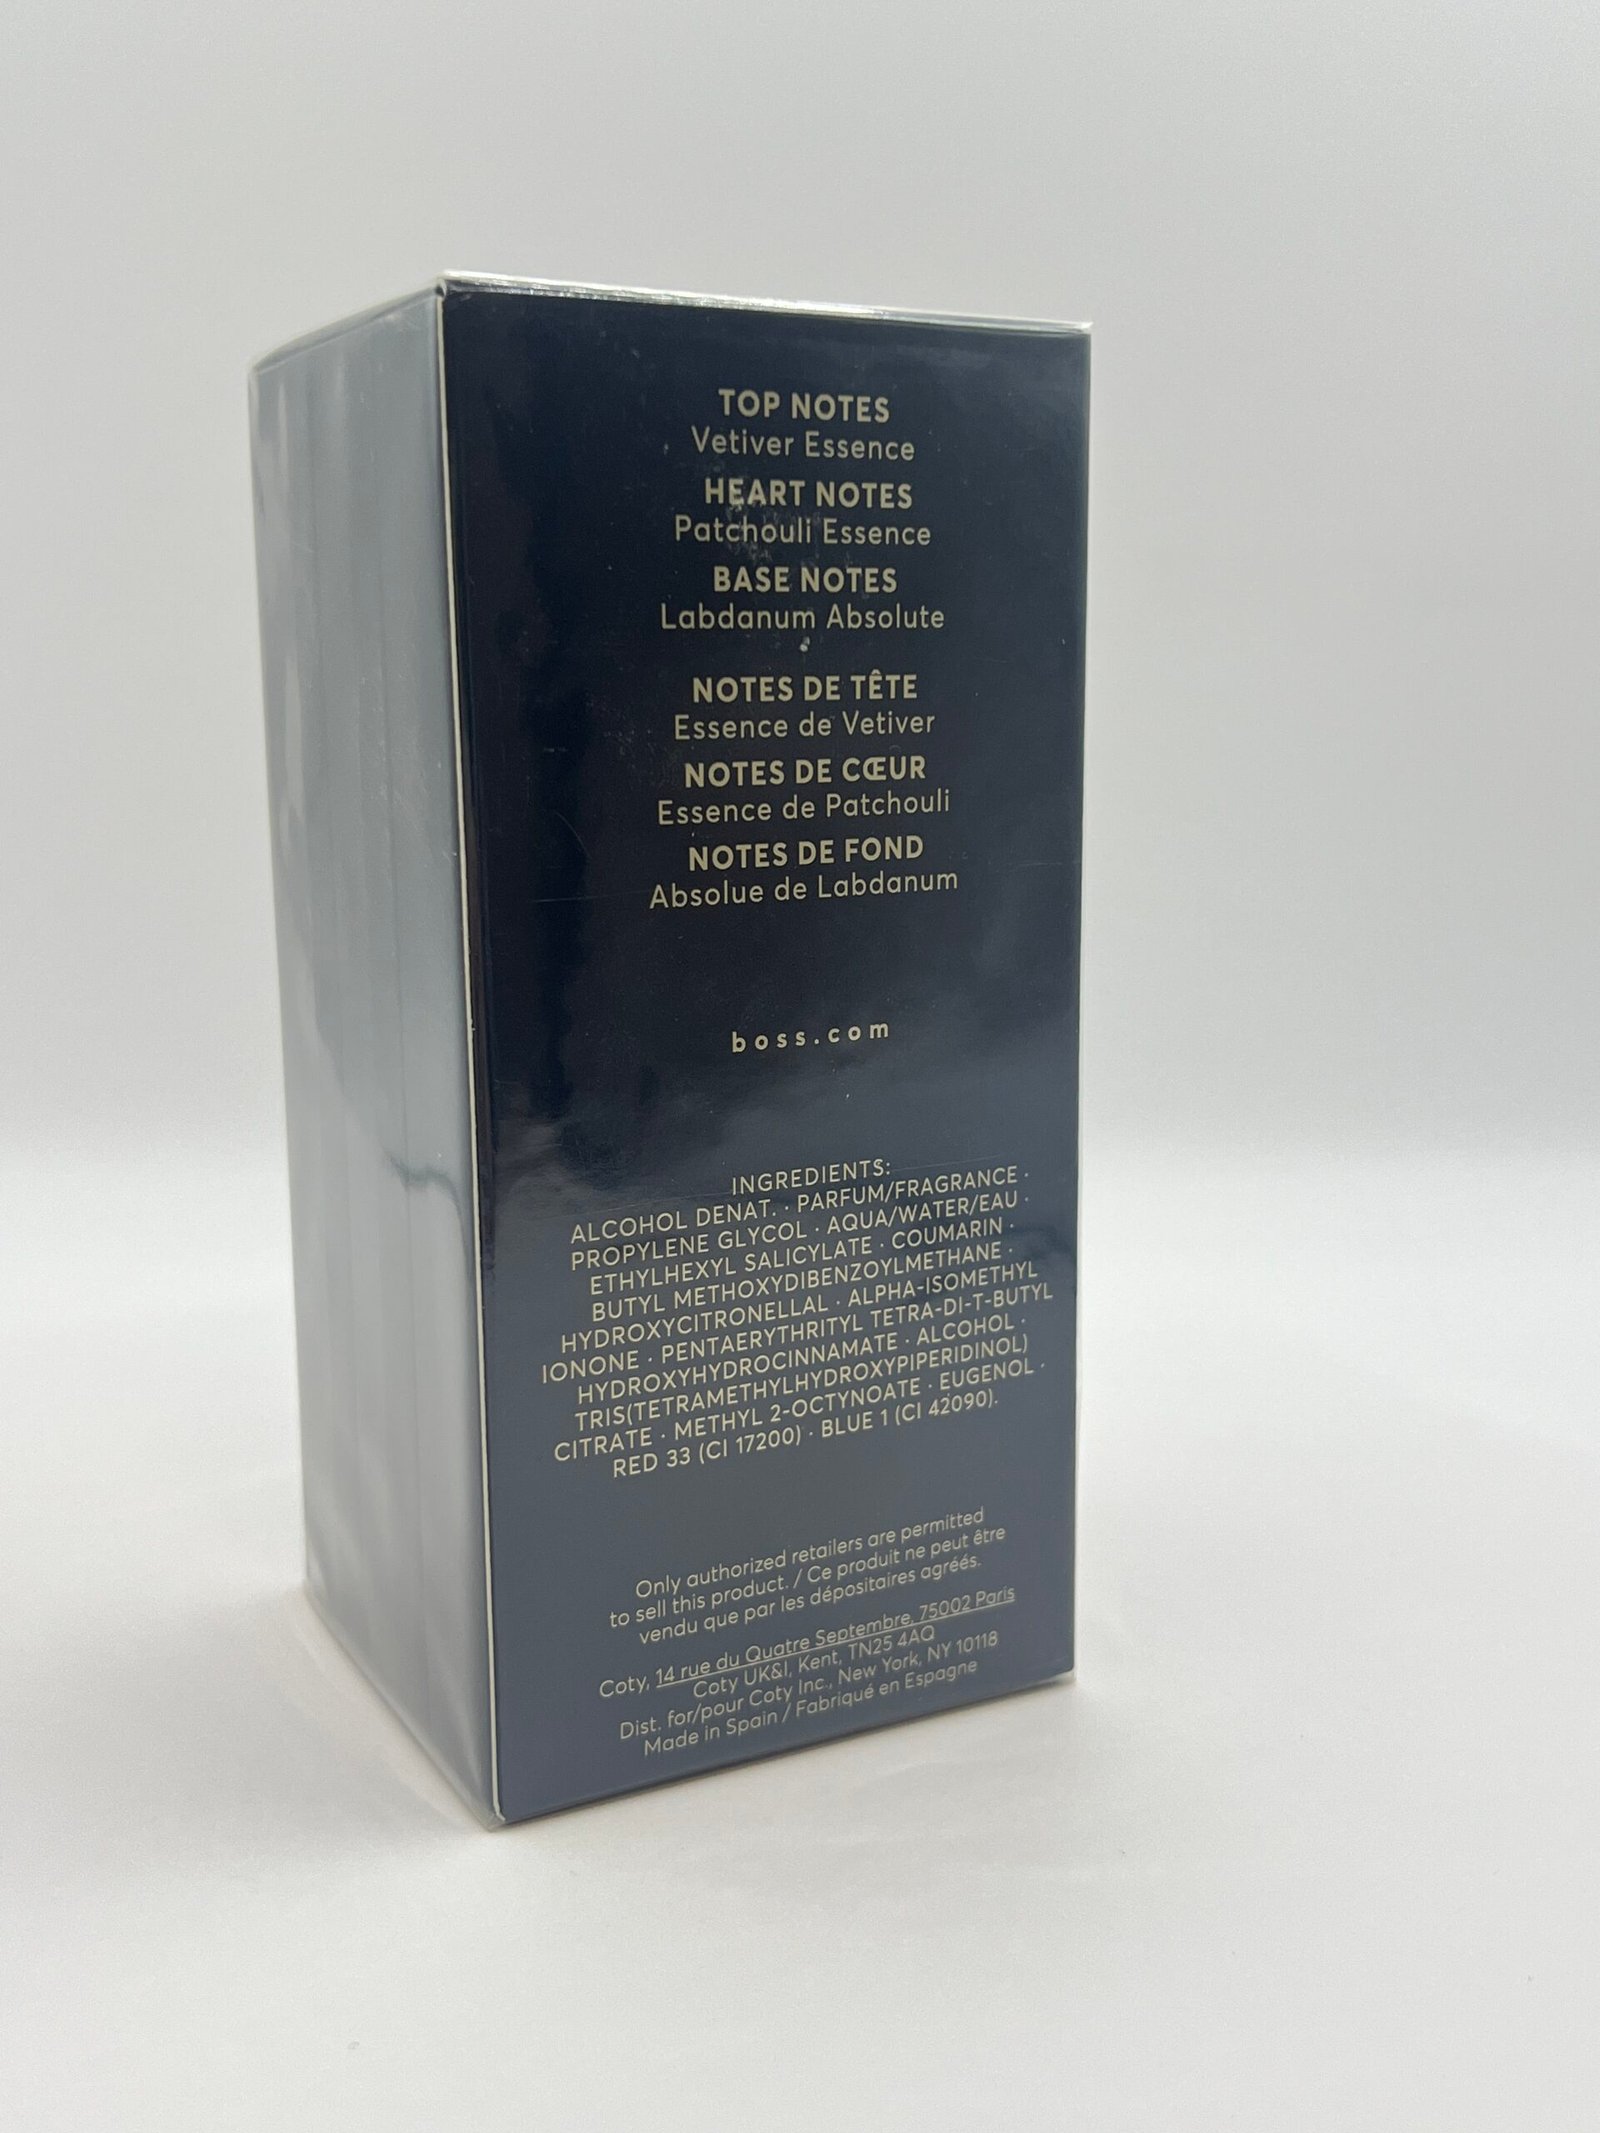 TOP NOTES
Vetiver Essence
HEART NOTES
Patchouli Essence
BASE NOTES
Labdanum Absolute
NOTES DE TÊTE
Essence de Vetiver
NOTES DE CŒUR
Essence de Patchouli
NOTES DE FOND
Absolue de Labdanum
boss.com
INGREDIENTS:
ALCOHOL DENAT. · PARFUM/FRAGRANCE ·
PROPYLENE GLYCOL · AQUA/WATER/EAU ·
ETHYLHEXYL SALICYLATE · COUMARIN ·
BUTYL METHOXYDIBENZOYLMETHANE ·
HYDROXYCITRONELLAL · ALPHA-ISOMETHYL
IONONE · PENTAERYTHRITYL TETRA-DI-T-BUTYL
HYDROXYHYDROCINNAMATE · ALCOHOL ·
TRIS(TETRAMETHYLHYDROXYPIPERIDINOL)
CITRATE · METHYL 2-OCTYNOATE · EUGENOL ·
RED 33 (CI 17200) · BLUE 1 (CI 42090).
Only authorized retailers are permitted
to sell this product. / Ce produit ne peut être
vendu que par les dépositaires agréés.
Coty, 14 rue du Quatre Septembre, 75002 Paris
Coty UK&I, Kent, TN25 4AQ
Dist. for/pour Coty Inc., New York, NY 10118
Made in Spain / Fabriqué en Espagne